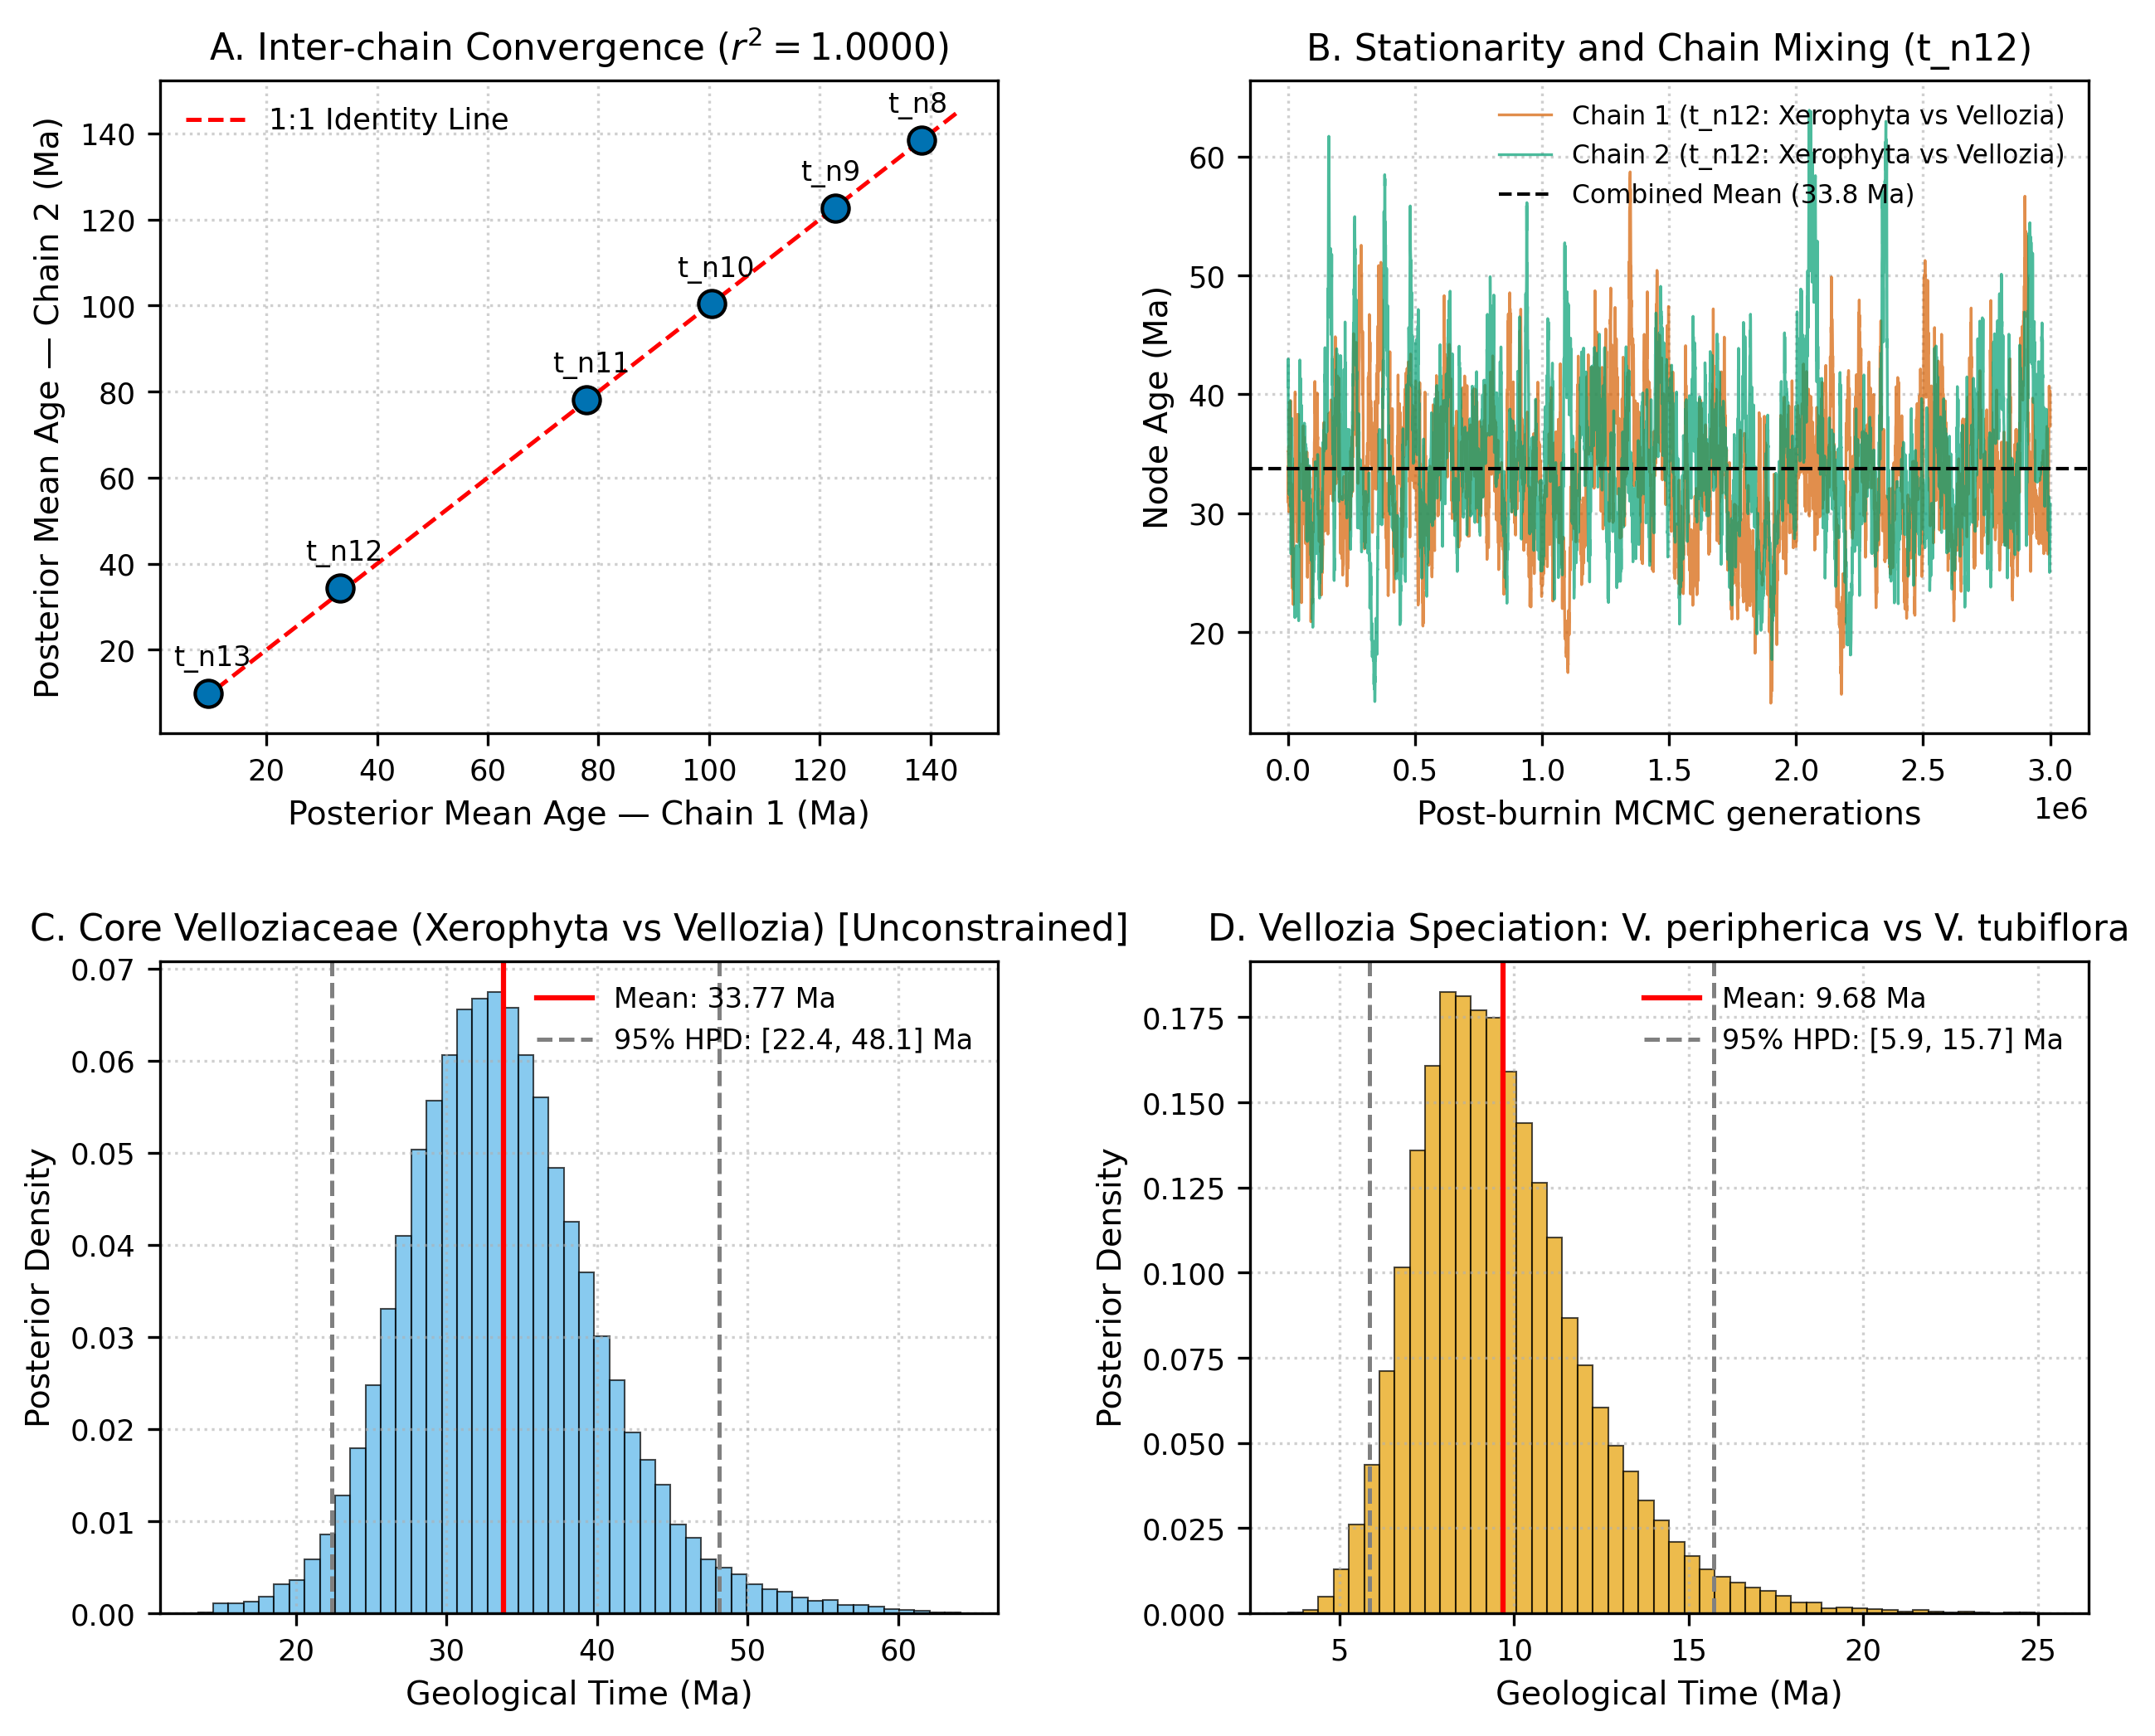 A. Inter-chain Convergence (r² = 1.0000)
1:1 Identity Line
t_n8
t_n9
t_n10
t_n11
t_n12
t_n13
140
120
100
80
60
40
20
Posterior Mean Age — Chain 2 (Ma)
20 40 60 80 100 120 140
Posterior Mean Age — Chain 1 (Ma)
B. Stationarity and Chain Mixing (t_n12)
Chain 1 (t_n12: Xerophyta vs Vellozia)
Chain 2 (t_n12: Xerophyta vs Vellozia)
Combined Mean (33.8 Ma)
60
50
40
30
20
Node Age (Ma)
0.0 0.5 1.0 1.5 2.0 2.5 3.0
1e6
Post-burnin MCMC generations
C. Core Velloziaceae (Xerophyta vs Vellozia) [Unconstrained]
Mean: 33.77 Ma
95% HPD: [22.4, 48.1] Ma
0.07
0.06
0.05
0.04
0.03
0.02
0.01
0.00
Posterior Density
20 30 40 50 60
Geological Time (Ma)
D. Vellozia Speciation: V. peripherica vs V. tubiflora
Mean: 9.68 Ma
95% HPD: [5.9, 15.7] Ma
0.175
0.150
0.125
0.100
0.075
0.050
0.025
0.000
Posterior Density
5 10 15 20 25
Geological Time (Ma)